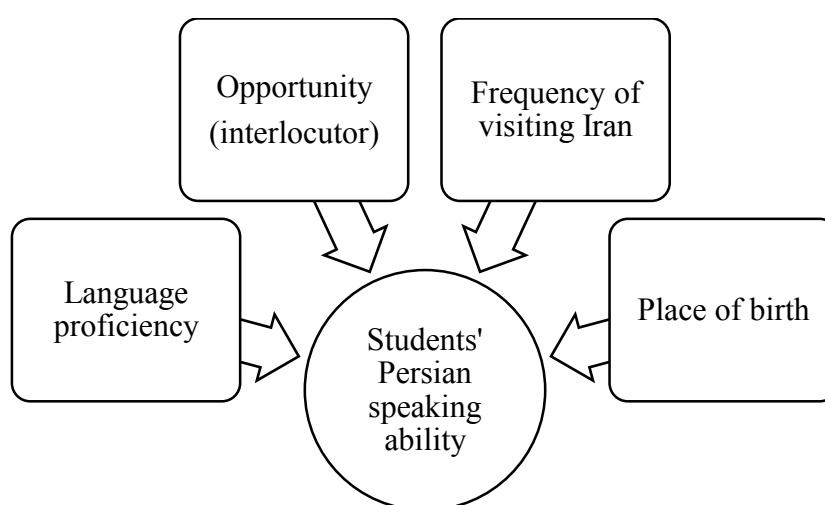 Opportunity
(interlocutor)
Frequency of
visiting Iran
Language
proficiency
Place of birth
Students'
Persian
speaking
ability